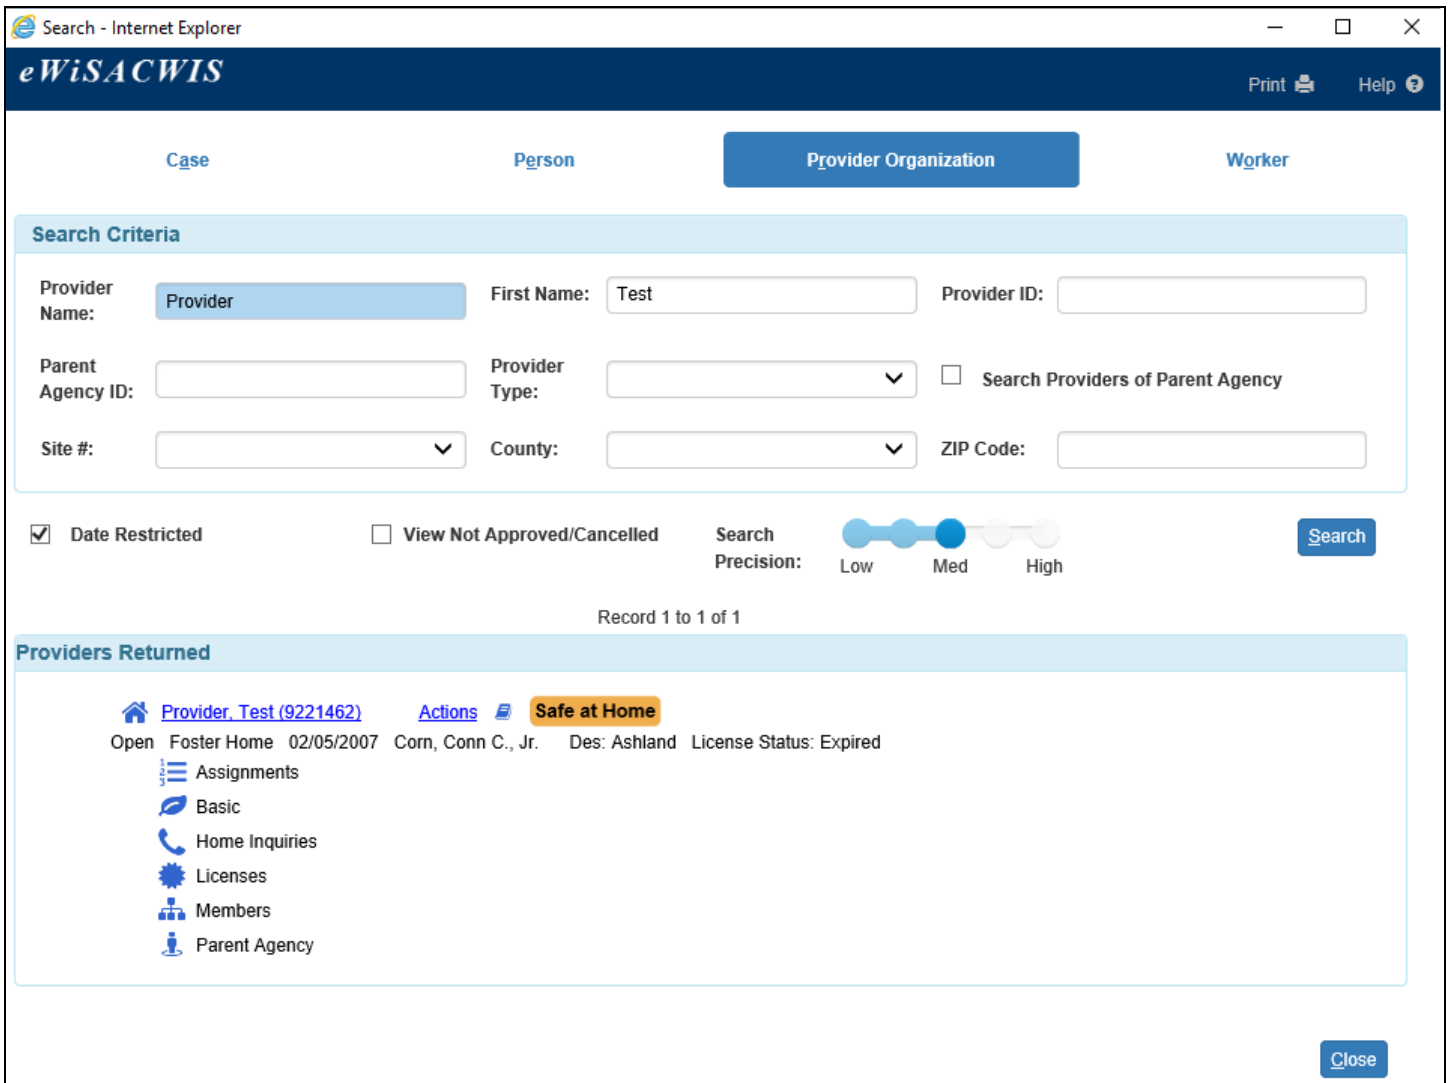 Search - Internet Explorer
eWiSACWIS
Print Help
Case Person Provider Organization Worker
Search Criteria
Provider Name: Provider First Name: Test Provider ID:
Parent Agency ID: Provider Type: Search Providers of Parent Agency
Site #: County: ZIP Code:
Date Restricted View Not Approved/Cancelled Search Precision: Low Med High Search
Record 1 to 1 of 1
Providers Returned
Provider, Test (9221462) Actions Safe at Home
Open Foster Home 02/05/2007 Corn, Conn C., Jr. Des: Ashland License Status: Expired
Assignments
Basic
Home Inquiries
Licenses
Members
Parent Agency
Close